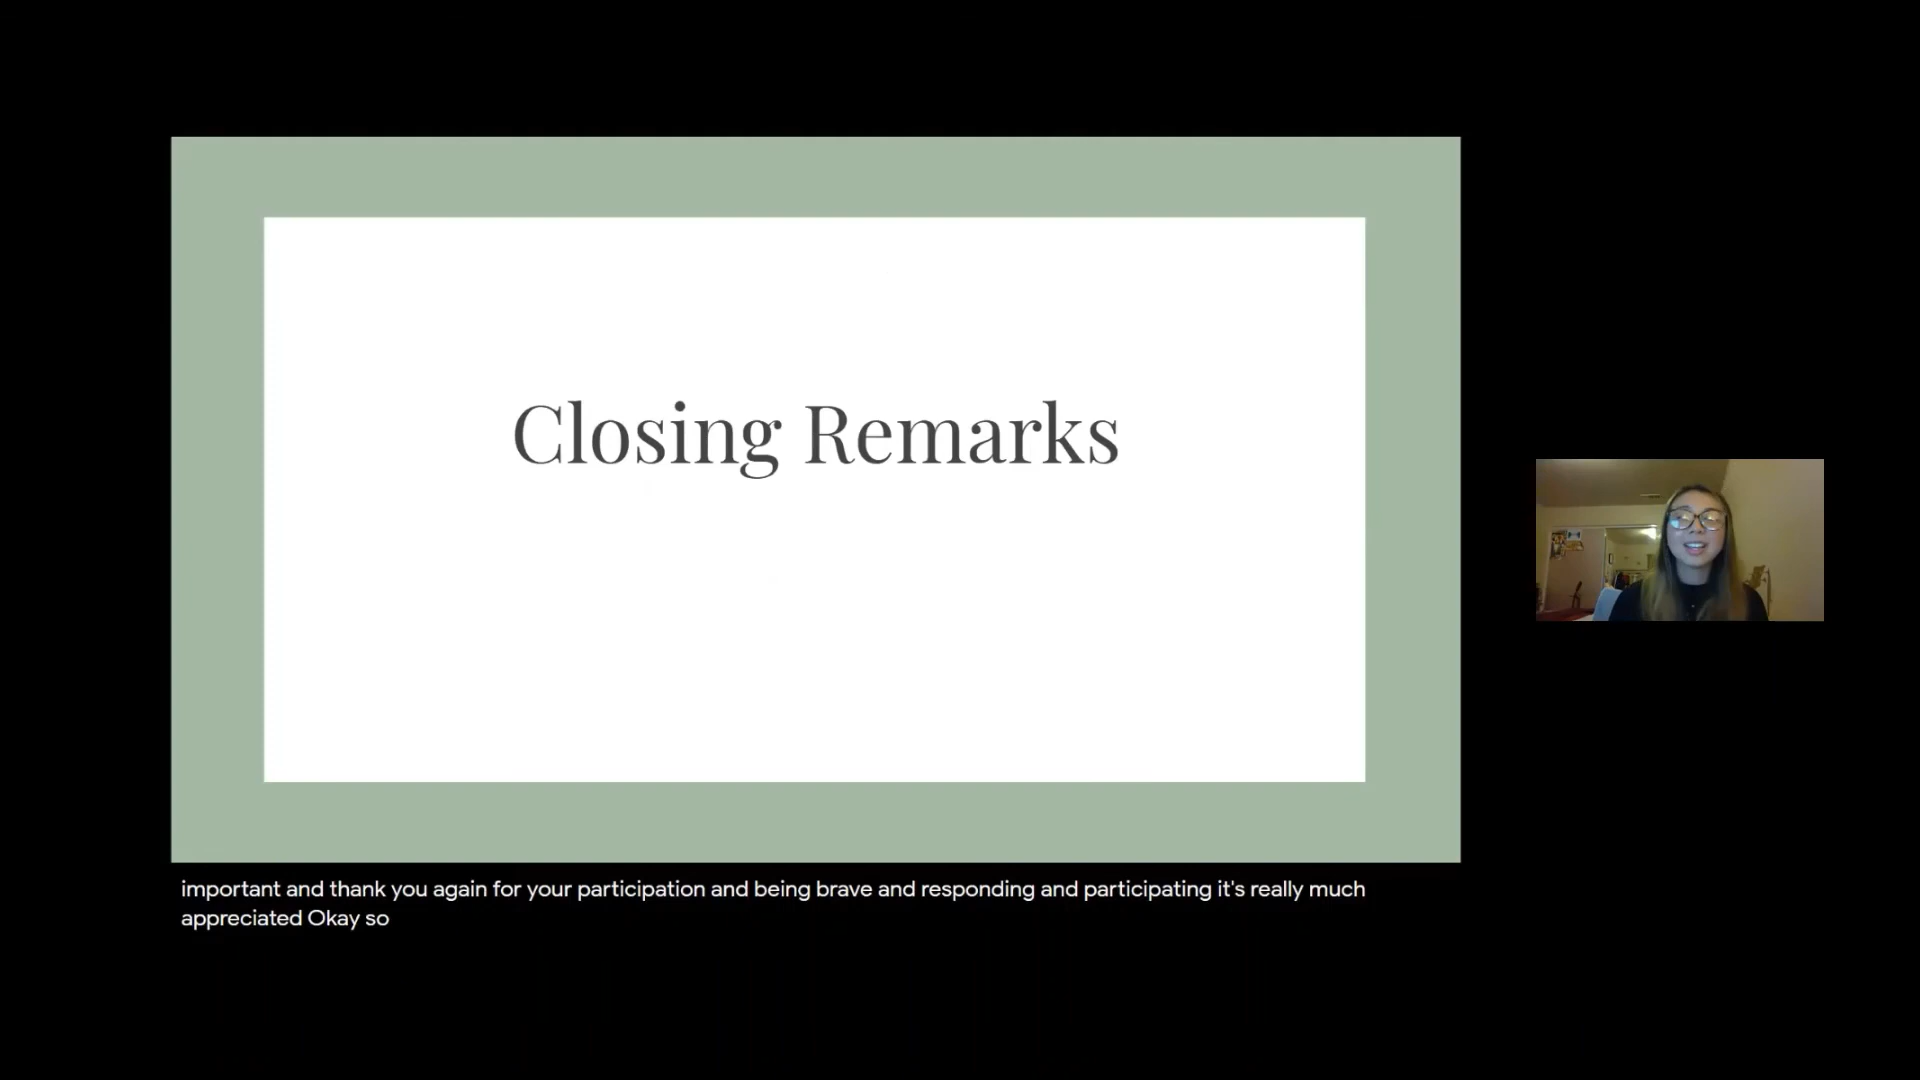 Closing Remarks
important and thank you again for your participation and being brave and responding and participating it's really much
appreciated Okay so